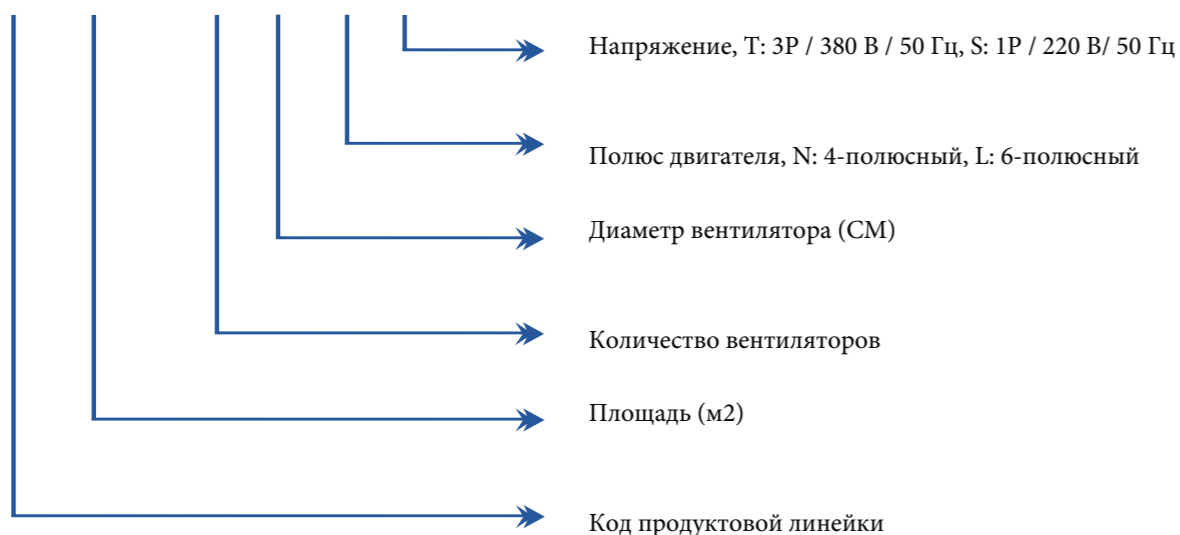 Напряжение, T: 3P / 380 В / 50 Гц, S: 1P / 220 В/ 50 Гц
Полюс двигателя, N: 4-полюсный, L: 6-полюсный
Диаметр вентилятора (СМ)
Количество вентиляторов
Площадь (м2)
Код продуктовой линейки